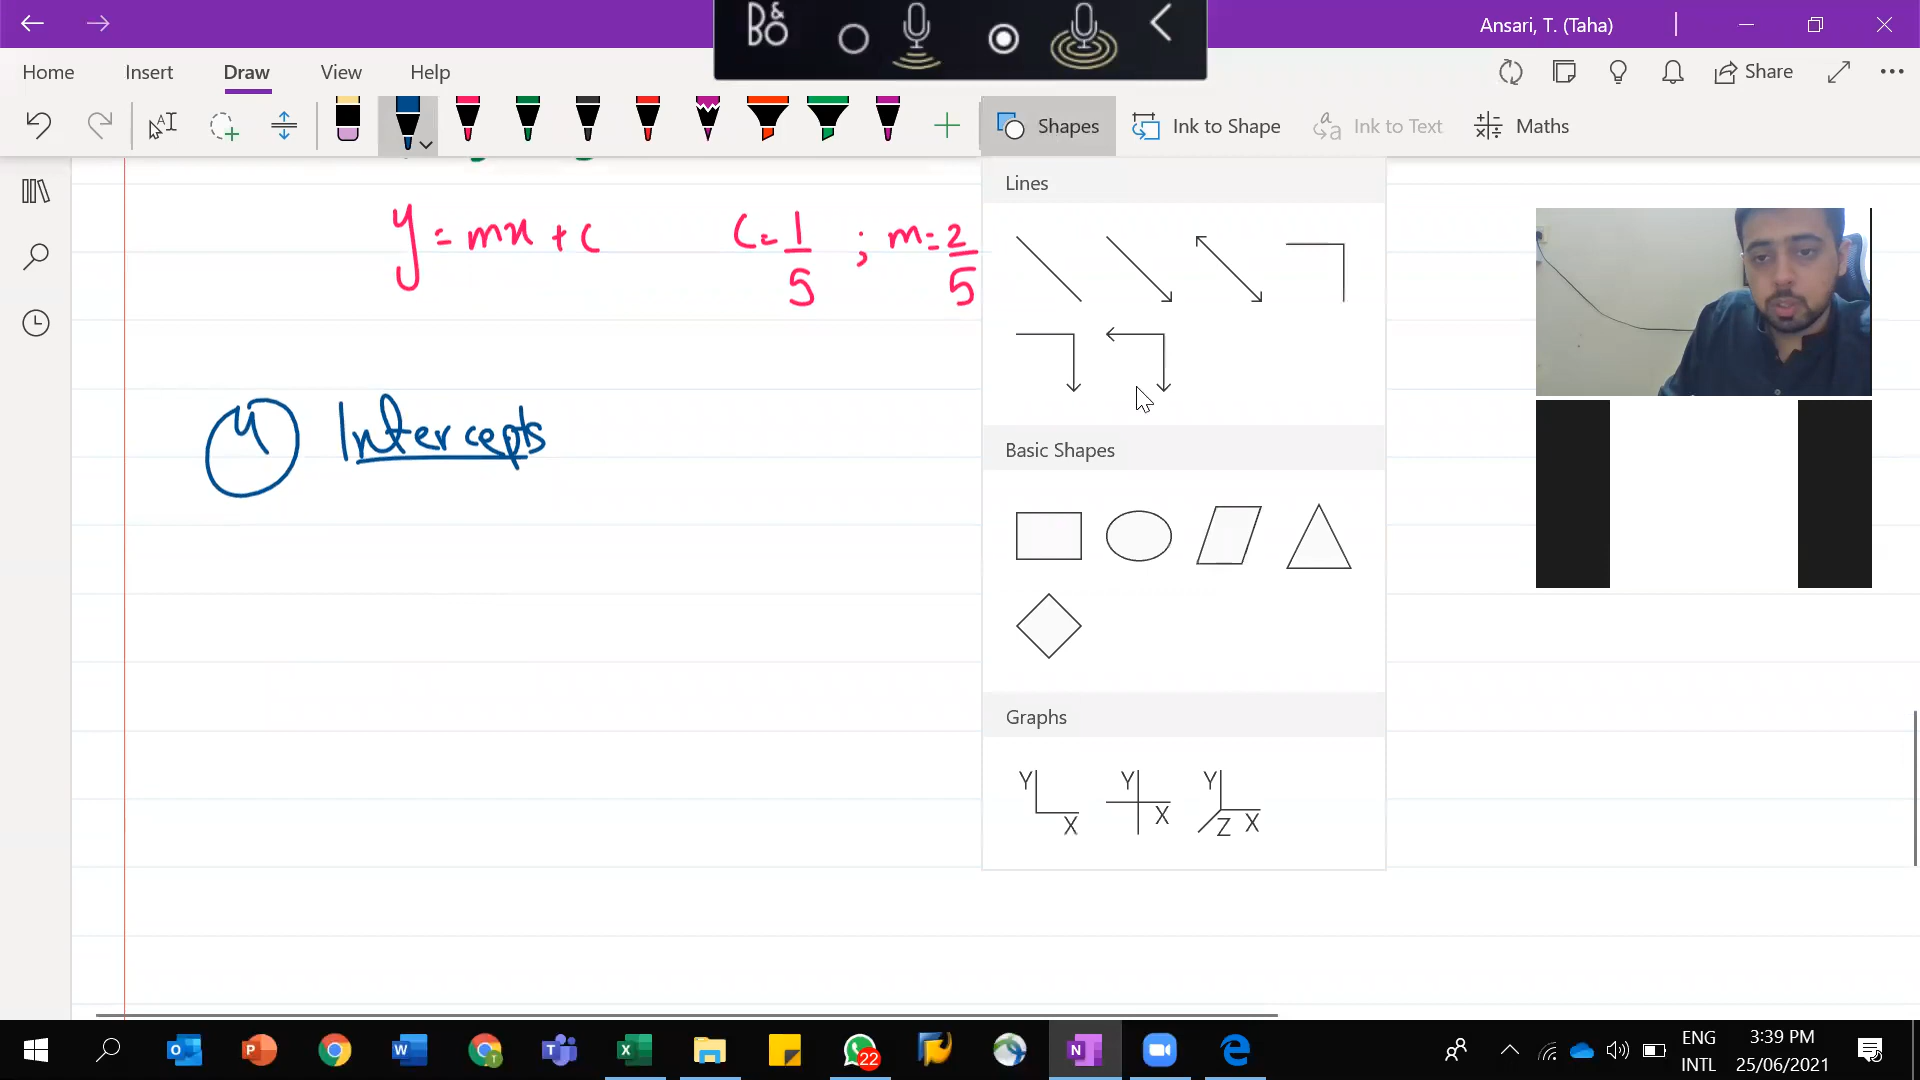 Ansari, T. (Taha)
B&O
Home Insert Draw View Help Share
Shapes Ink to Shape Ink to Text Maths
y = mx + c c = 1/5 ; m = 2/5
4 Intercepts
Lines
Basic Shapes
Graphs
Y X Y X Y Z X
22
ENG
INTL
3:39 PM
25/06/2021